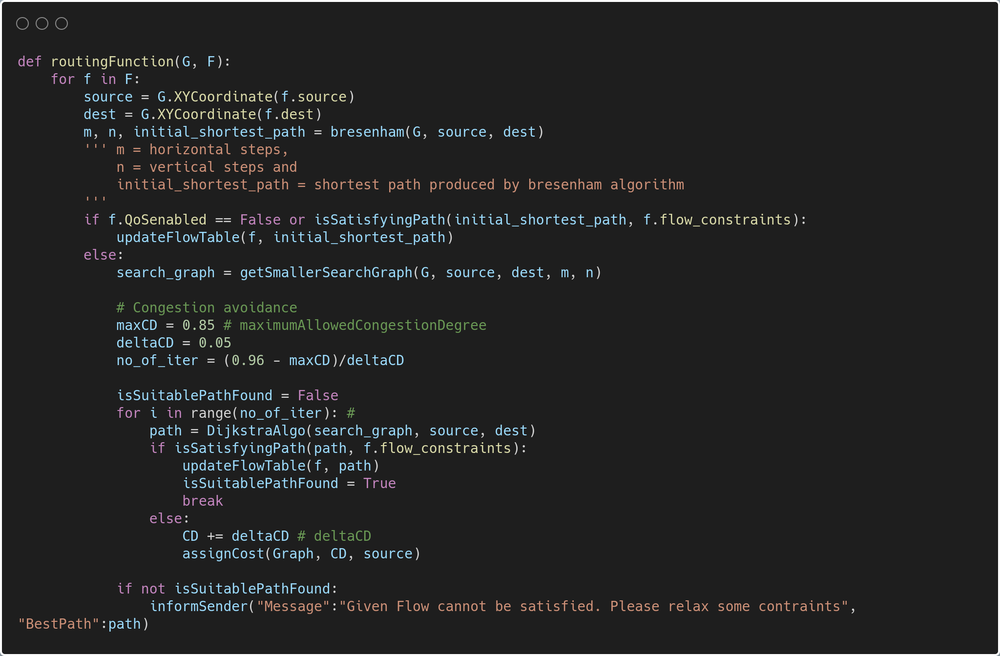 def routingFunction(G, F):
    for f in F:
        source = G.XYCoordinate(f.source)
        dest = G.XYCoordinate(f.dest)
        m, n, initial_shortest_path = bresenham(G, source, dest)
        ''' m = horizontal steps,
            n = vertical steps and
            initial_shortest_path = shortest path produced by bresenham algorithm
        '''
        if f.QoSenabled == False or isSatisfyingPath(initial_shortest_path, f.flow_constraints):
            updateFlowTable(f, initial_shortest_path)
        else:
            search_graph = getSmallerSearchGraph(G, source, dest, m, n)

            # Congestion avoidance
            maxCD = 0.85 # maximumAllowedCongestionDegree
            deltaCD = 0.05
            no_of_iter = (0.96 - maxCD)/deltaCD

            isSuitablePathFound = False
            for i in range(no_of_iter): #
                path = DijkstraAlgo(search_graph, source, dest)
                if isSatisfyingPath(path, f.flow_constraints):
                    updateFlowTable(f, path)
                    isSuitablePathFound = True
                    break
                else:
                    CD += deltaCD # deltaCD
                    assignCost(Graph, CD, source)

            if not isSuitablePathFound:
                informSender("Message":"Given Flow cannot be satisfied. Please relax some contraints",
"BestPath":path)